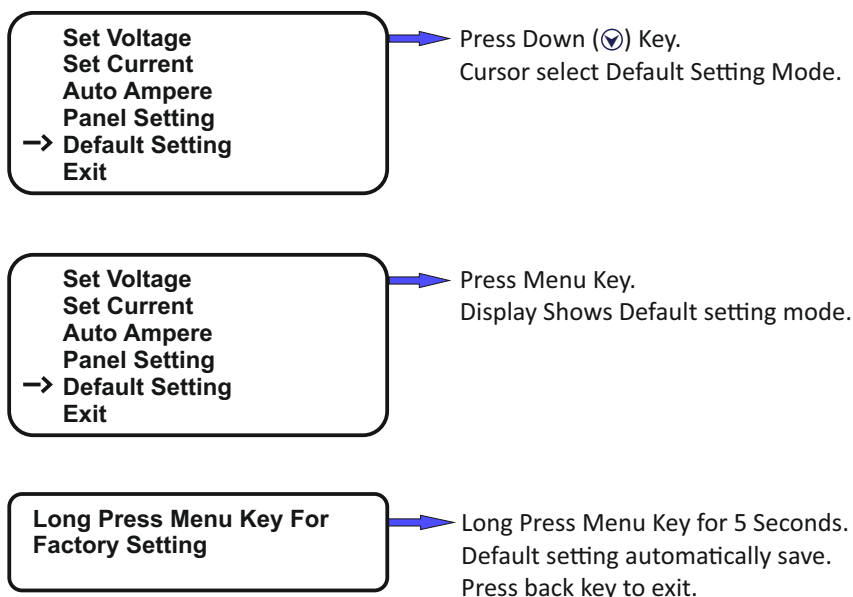 Set Voltage
Set Current
Auto Ampere
Panel Setting
Default Setting
Exit
Press Down () Key.
Cursor select Default Setting Mode.
Set Voltage
Set Current
Auto Ampere
Panel Setting
Default Setting
Exit
Press Menu Key.
Display Shows Default setting mode.
Long Press Menu Key For
Factory Setting
Long Press Menu Key for 5 Seconds.
Default setting automatically save.
Press back key to exit.